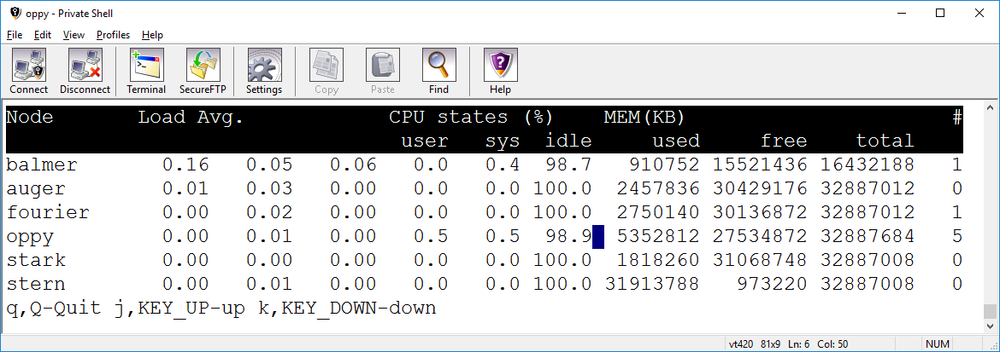 oppy - Private Shell
File Edit View Profiles Help
Connect Disconnect Terminal SecureFTP Settings Copy Paste Find Help
Node Load Avg. CPU states (%) MEM(KB) #
user sys idle used free total
balmer 0.16 0.05 0.06 0.0 0.4 98.7 910752 15521436 16432188 1
auger 0.01 0.03 0.00 0.0 0.0 100.0 2457836 30429176 32887012 0
fourier 0.00 0.02 0.00 0.0 0.0 100.0 2750140 30136872 32887012 1
oppy 0.00 0.01 0.00 0.5 0.5 98.9 5352812 27534872 32887684 5
stark 0.00 0.00 0.00 0.0 0.0 100.0 1818260 31068748 32887008 0
stern 0.00 0.01 0.00 0.0 0.0 100.0 31913788 973220 32887008 0
q,Q-Quit j,KEY_UP-up k,KEY_DOWN-down
vt420 81x9 Ln: 6 Col: 50 NUM